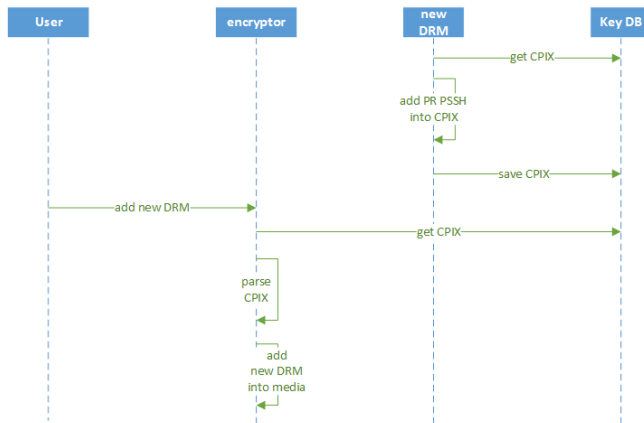 User
encryptor
new
DRM
Key DB
get CPIX
add PR PSSH
into CPIX
save CPIX
add new DRM
get CPIX
parse
CPIX
add
new DRM
into media